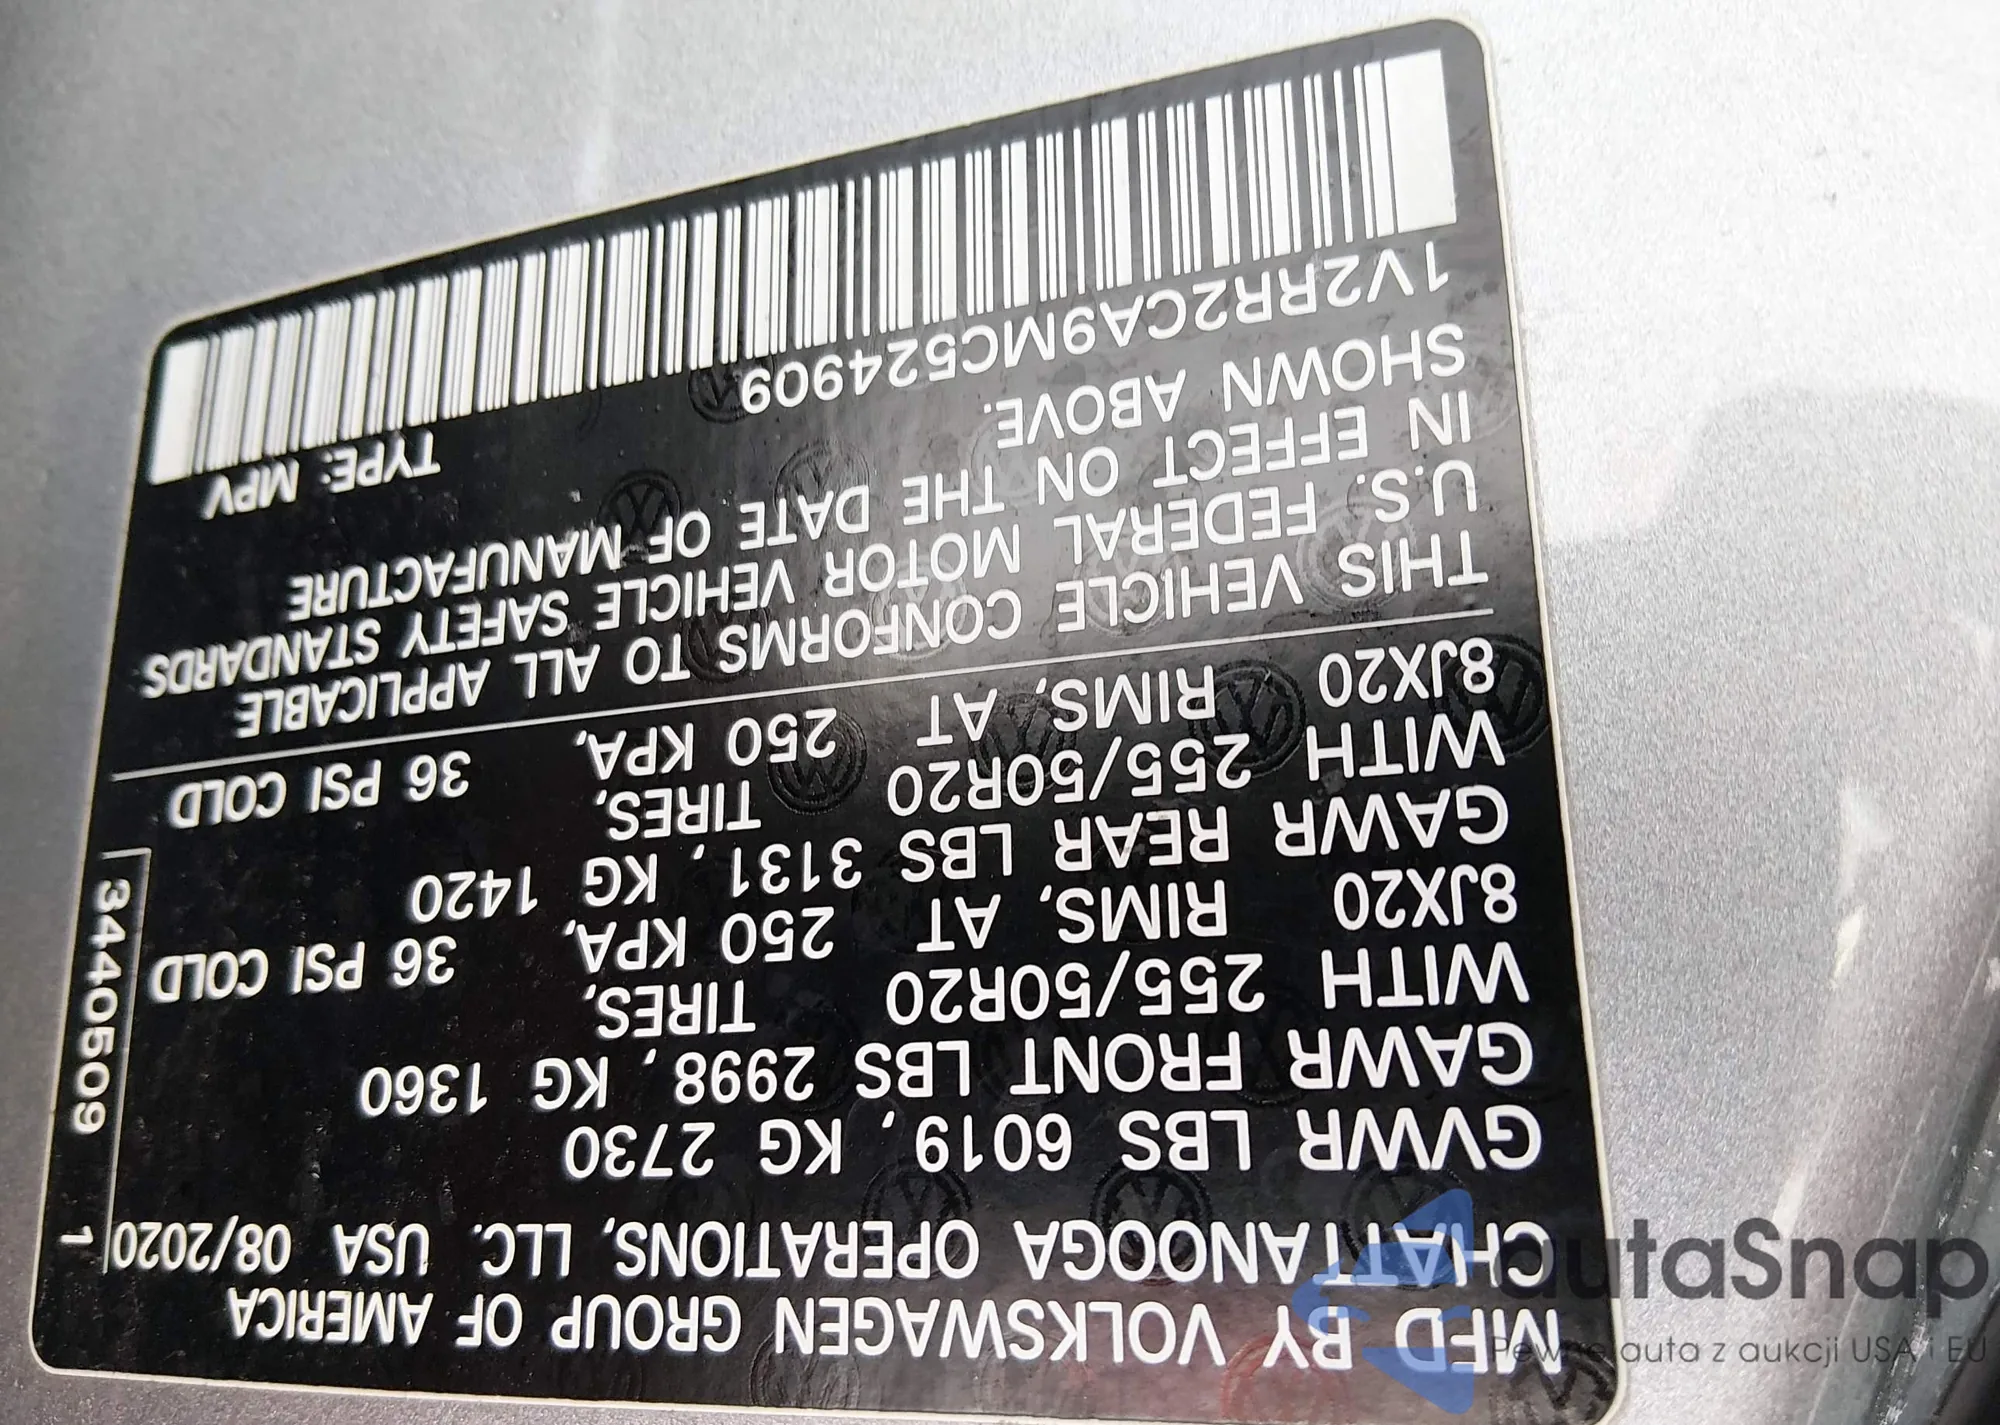 MFD BY VOLKSWAGEN GROUP OF AMERICA
CHATTANOOGA OPERATIONS, LLC. USA 08/2020
GVWR LBS 6019, KG 2730
GAWR FRONT LBS 2998, KG 1360
WITH 255/50R20 TIRES,
8JX20 RIMS, AT 250 KPA, 36 PSI COLD
GAWR REAR LBS 3131, KG 1420
WITH 255/50R20 TIRES,
8JX20 RIMS, AT 250 KPA, 36 PSI COLD
THIS VEHICLE CONFORMS TO ALL APPLICABLE
U.S. FEDERAL MOTOR VEHICLE SAFETY STANDARDS
IN EFFECT ON THE DATE OF MANUFACTURE
SHOWN ABOVE.
1V2RR2CA9MC524909 TYPE: MPV
3440509 1
autaSnap
Pewne auta z aukcji USA i EU